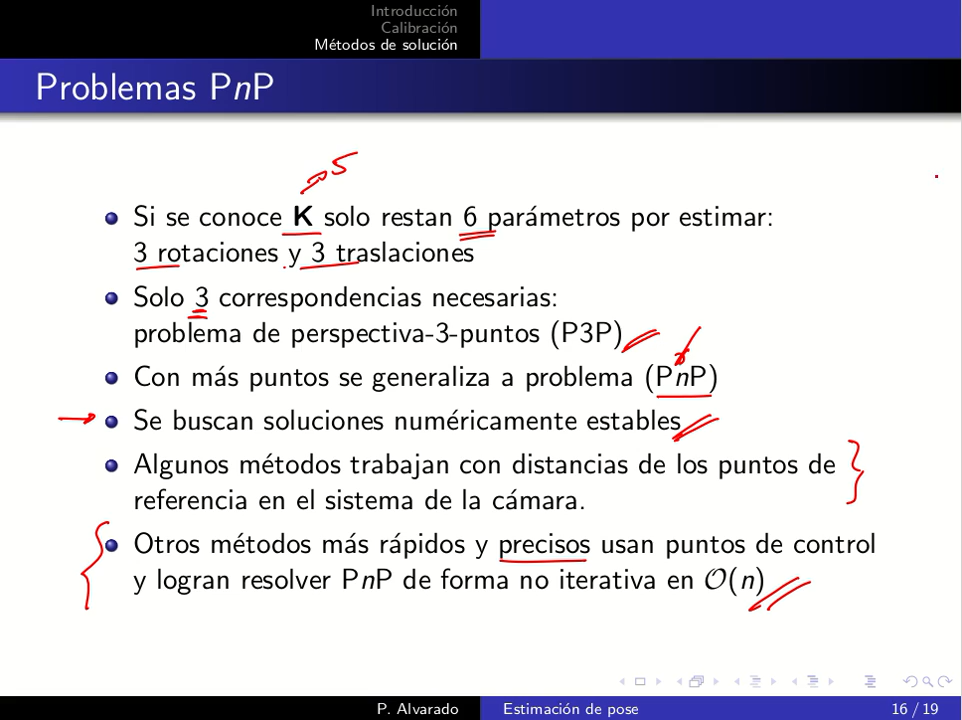 Introducción
Calibración
Métodos de solución
Problemas PnP
5
Si se conoce K solo restan 6 parámetros por estimar:
3 rotaciones y 3 traslaciones
Solo 3 correspondencias necesarias:
problema de perspectiva-3-puntos (P3P)
Con más puntos se generaliza a problema (PnP)
Se buscan soluciones numéricamente estables
Algunos métodos trabajan con distancias de los puntos de
referencia en el sistema de la cámara.
Otros métodos más rápidos y precisos usan puntos de control
y logran resolver PnP de forma no iterativa en O(n)
P. Alvarado Estimación de pose 16 / 19